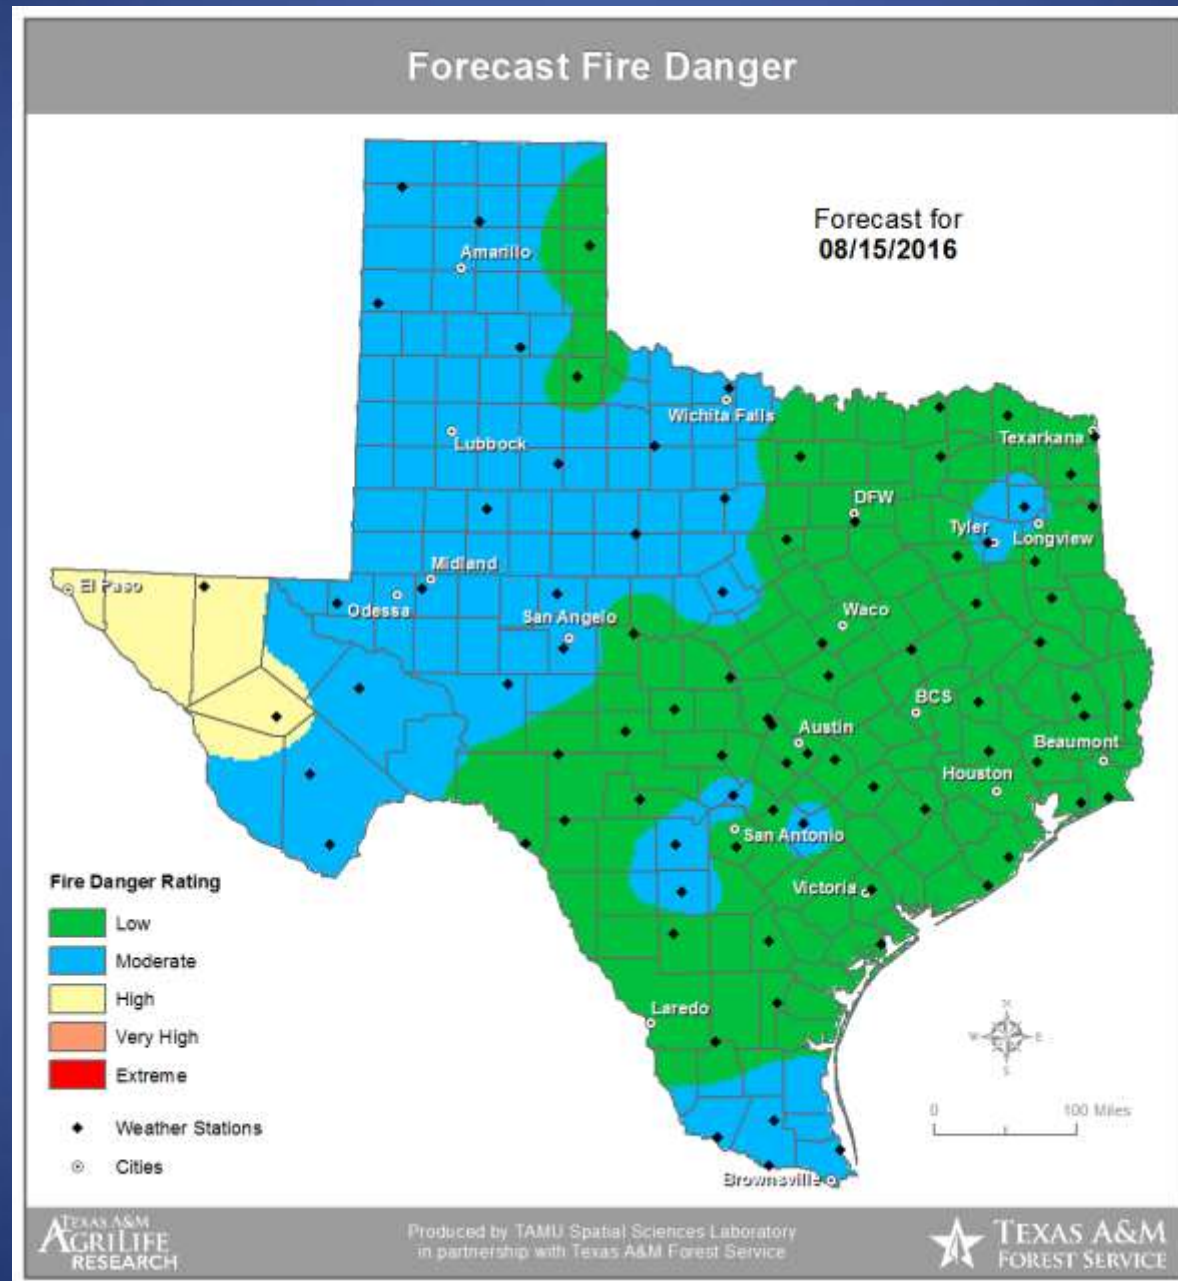 Forecast Fire Danger
Forecast for
08/15/2016
Amarillo
Wichita Falls
Lubbock
Texarkana
DFW
Tyler
Longview
Midland
El Paso
Odessa
San Angelo
Waco
BCS
Austin
Beaumont
Houston
San Antonio
Victoria
Laredo
Brownsville
Fire Danger Rating
Low
Moderate
High
Very High
Extreme
Weather Stations
Cities
N
W E
S
0 100 Miles
TEXAS A&M
AGRILIFE
RESEARCH
Produced by TAMU Spatial Sciences Laboratory
in partnership with Texas A&M Forest Service
TEXAS A&M
FOREST SERVICE